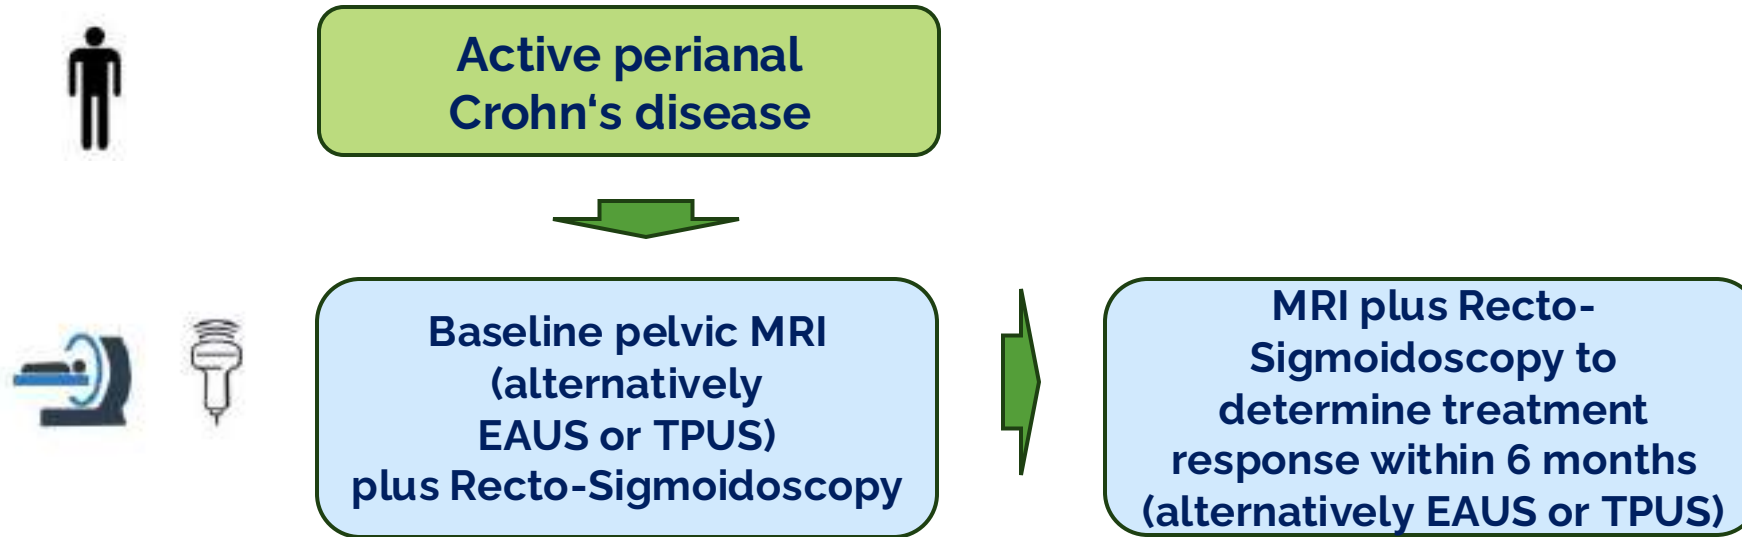 Active perianal
Crohn‘s disease
Baseline pelvic MRI
(alternatively
EAUS or TPUS)
plus Recto-Sigmoidoscopy
MRI plus Recto-
Sigmoidoscopy to
determine treatment
response within 6 months
(alternatively EAUS or TPUS)